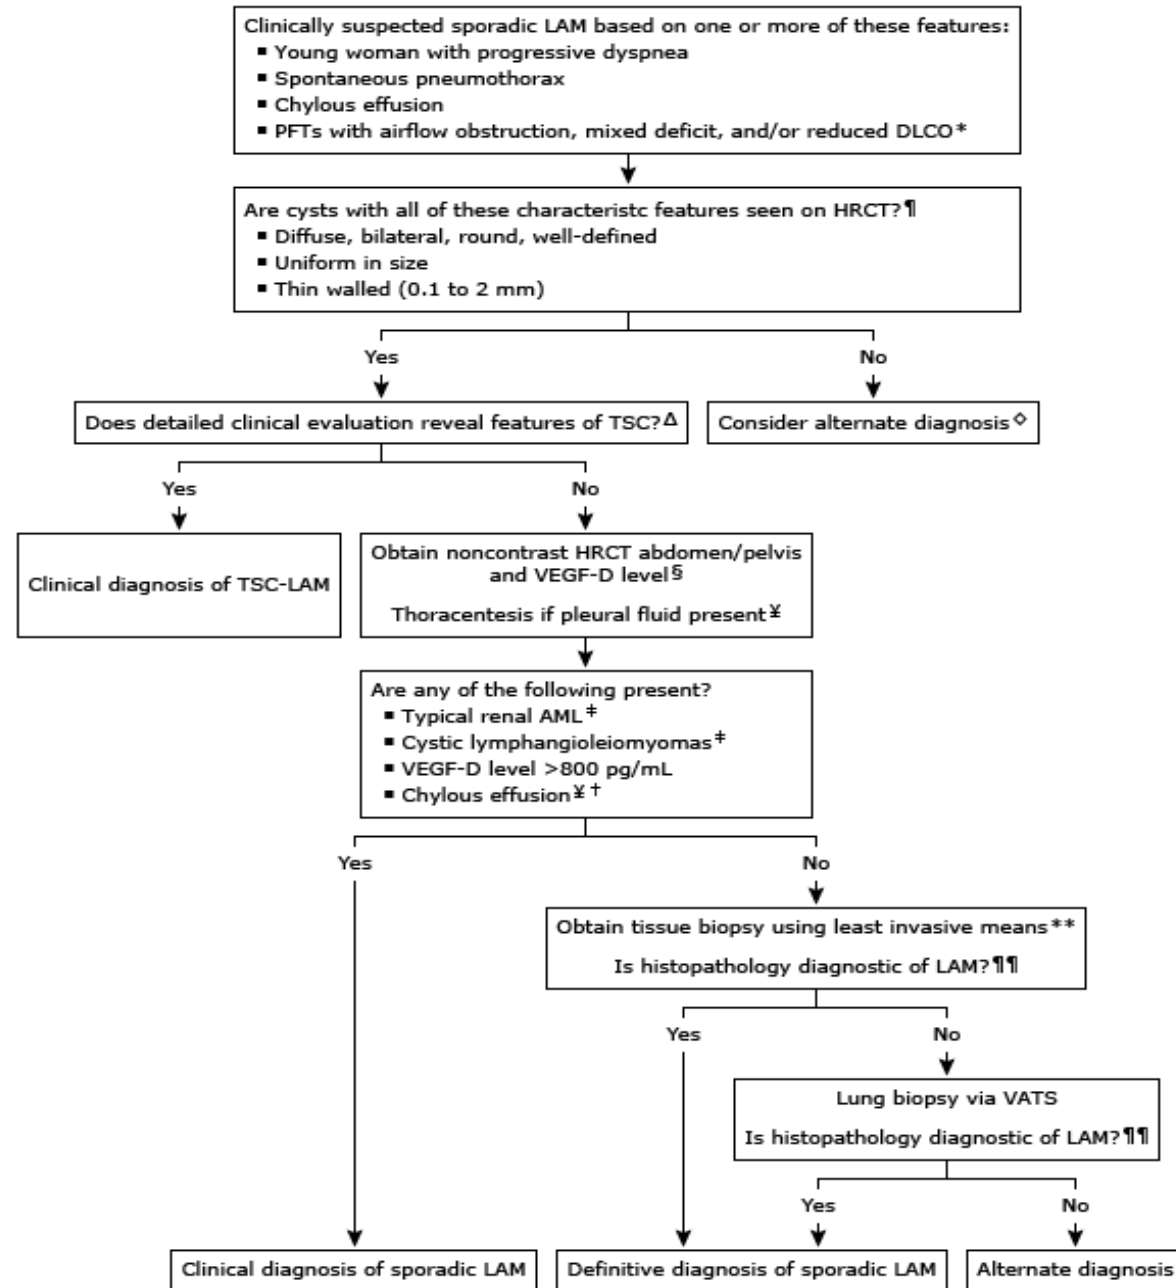 Clinically suspected sporadic LAM based on one or more of these features:
▪ Young woman with progressive dyspnea
▪ Spontaneous pneumothorax
▪ Chylous effusion
▪ PFTs with airflow obstruction, mixed deficit, and/or reduced DLCO*
Are cysts with all of these characteristc features seen on HRCT?¶
▪ Diffuse, bilateral, round, well-defined
▪ Uniform in size
▪ Thin walled (0.1 to 2 mm)
Yes
No
Does detailed clinical evaluation reveal features of TSC?Δ
Consider alternate diagnosis◇
Yes
No
Clinical diagnosis of TSC-LAM
Obtain noncontrast HRCT abdomen/pelvis
and VEGF-D level§
Thoracentesis if pleural fluid present¥
Are any of the following present?
▪ Typical renal AML‡
▪ Cystic lymphangioleiomyomas‡
▪ VEGF-D level >800 pg/mL
▪ Chylous effusion¥†
Yes
No
Obtain tissue biopsy using least invasive means**
Is histopathology diagnostic of LAM?¶¶
Yes
No
Lung biopsy via VATS
Is histopathology diagnostic of LAM?¶¶
Yes
No
Clinical diagnosis of sporadic LAM
Definitive diagnosis of sporadic LAM
Alternate diagnosis